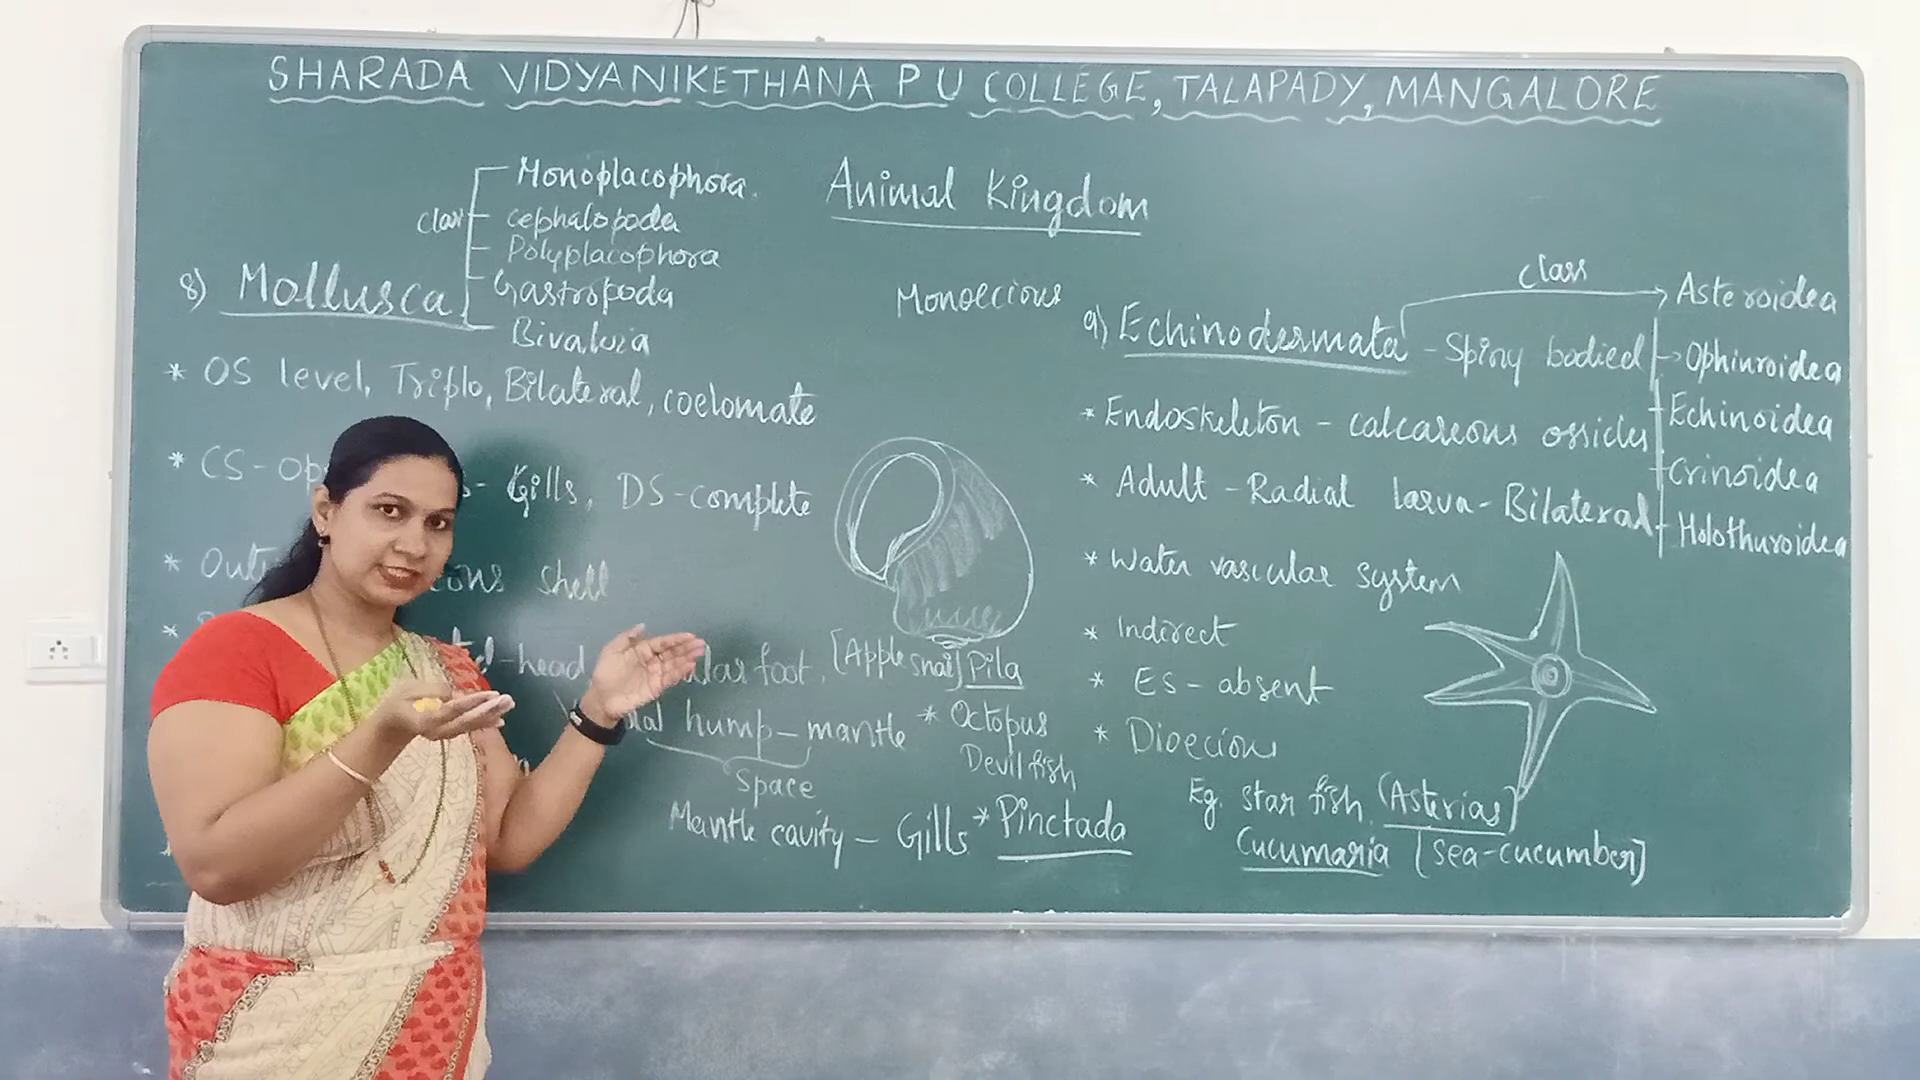 SHARADA VIDYANIKETHANA P U COLLEGE, TALAPADY, MANGALORE
Animal Kingdom
class
Monoplacophora.
cephalopoda
Polyplacophora
Gastropoda
Bivalvia
8) Mollusca
* OS level, Triplo, Bilateral, coelomate
* CS - - Gills, DS - complete
* shell
* - head, foot,
hump - mantle
space
Mantle cavity - Gills
[Apple snail] Pila
* Octopus
Devil fish
* Pinctada
Monoecious
9) Echinodermata - Spiny bodied
class
Asteroidea
Ophiuroidea
Echinoidea
Crinoidea
Holothuroidea
* Endoskeleton - calcareous ossicles
* Adult - Radial larva - Bilateral
* Water vascular system
* Indirect
* ES - absent
* Dioecious
Eg. star fish (Asterias)
Cucumaria [sea-cucumber]